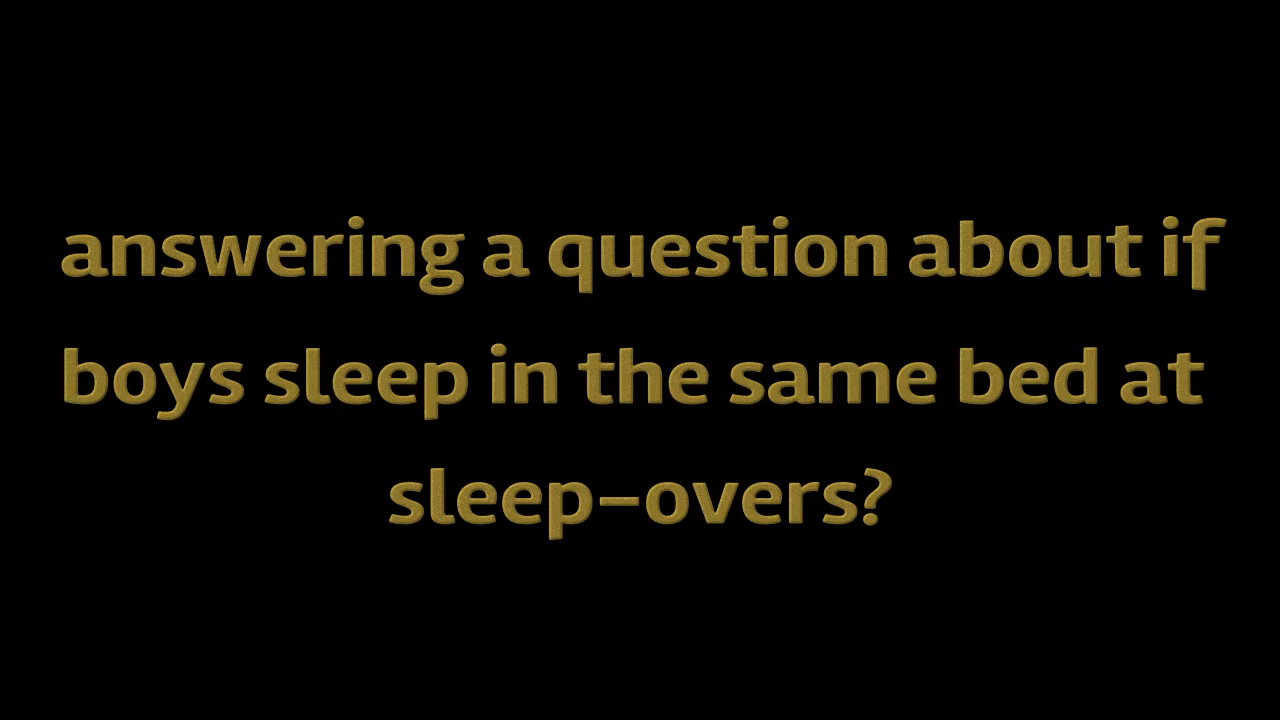 answering a question about if
boys sleep in the same bed at
sleep-overs?